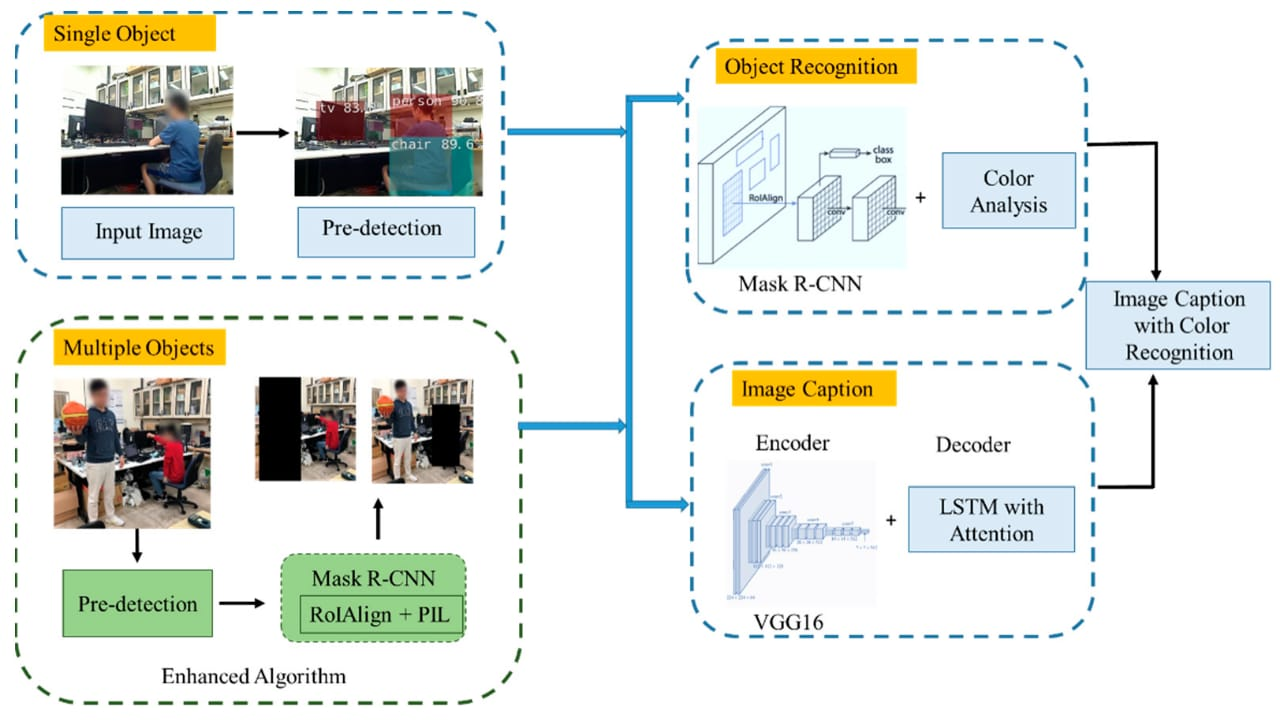 Single Object
tv 83.
person 90.8
chair 89.6
Input Image
Pre-detection
Multiple Objects
Pre-detection
Mask R-CNN
RoIAlign + PIL
Enhanced Algorithm
Object Recognition
class
box
RoIAlign
conv
conv
+
Color
Analysis
Mask R-CNN
Image Caption
with Color
Recognition
Image Caption
Encoder
Decoder
+
LSTM with
Attention
VGG16